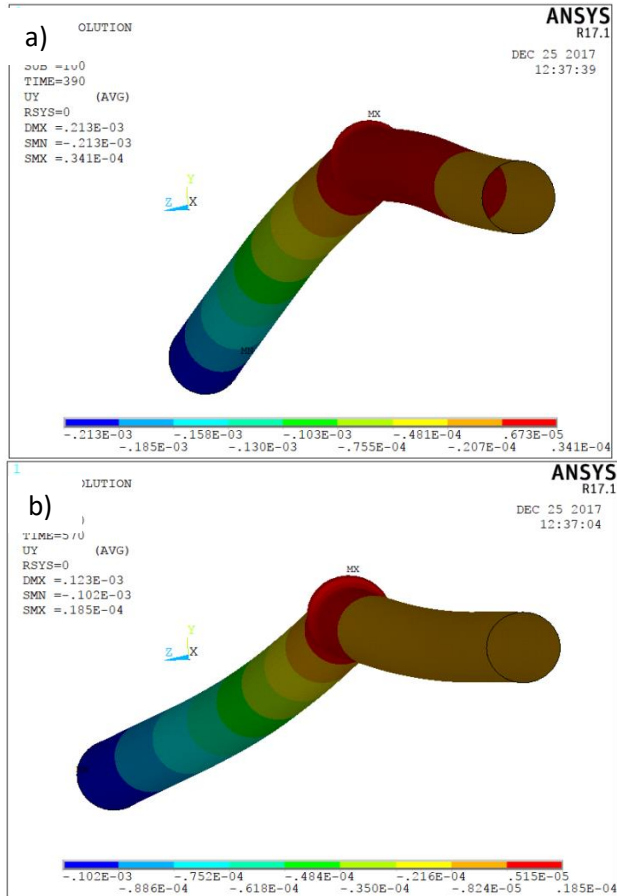 a)
OLUTION
ANSYS
R17.1
DEC 25 2017
12:37:39
TIME=390
UY (AVG)
RSYS=0
DMX =.213E-03
SMN =-.213E-03
SMX =.341E-04
MX
Y
Z X
-.213E-03 -.158E-03 -.103E-03 -.481E-04 .673E-05
-.185E-03 -.130E-03 -.755E-04 -.207E-04 .341E-04
1
b)
OLUTION
ANSYS
R17.1
DEC 25 2017
12:37:04
TIME=570
UY (AVG)
RSYS=0
DMX =.123E-03
SMN =-.102E-03
SMX =.185E-04
MX
Y
Z X
-.102E-03 -.752E-04 -.484E-04 -.216E-04 .515E-05
-.886E-04 -.618E-04 -.350E-04 -.824E-05 .185E-04